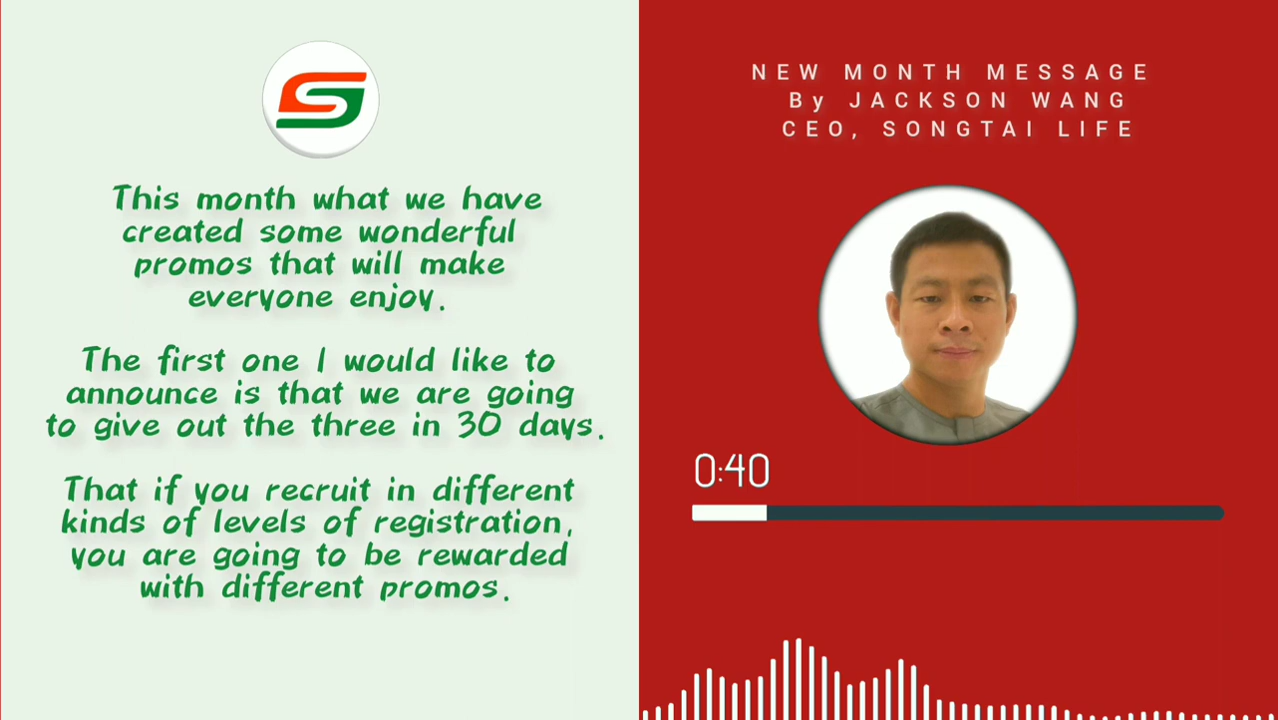 This month what we have
created some wonderful
promos that will make
everyone enjoy.
The first one I would like to
announce is that we are going
to give out the three in 30 days.
That if you recruit in different
kinds of levels of registration,
you are going to be rewarded
with different promos.
NEW MONTH MESSAGE
By JACKSON WANG
CEO, SONGTAI LIFE
0:40